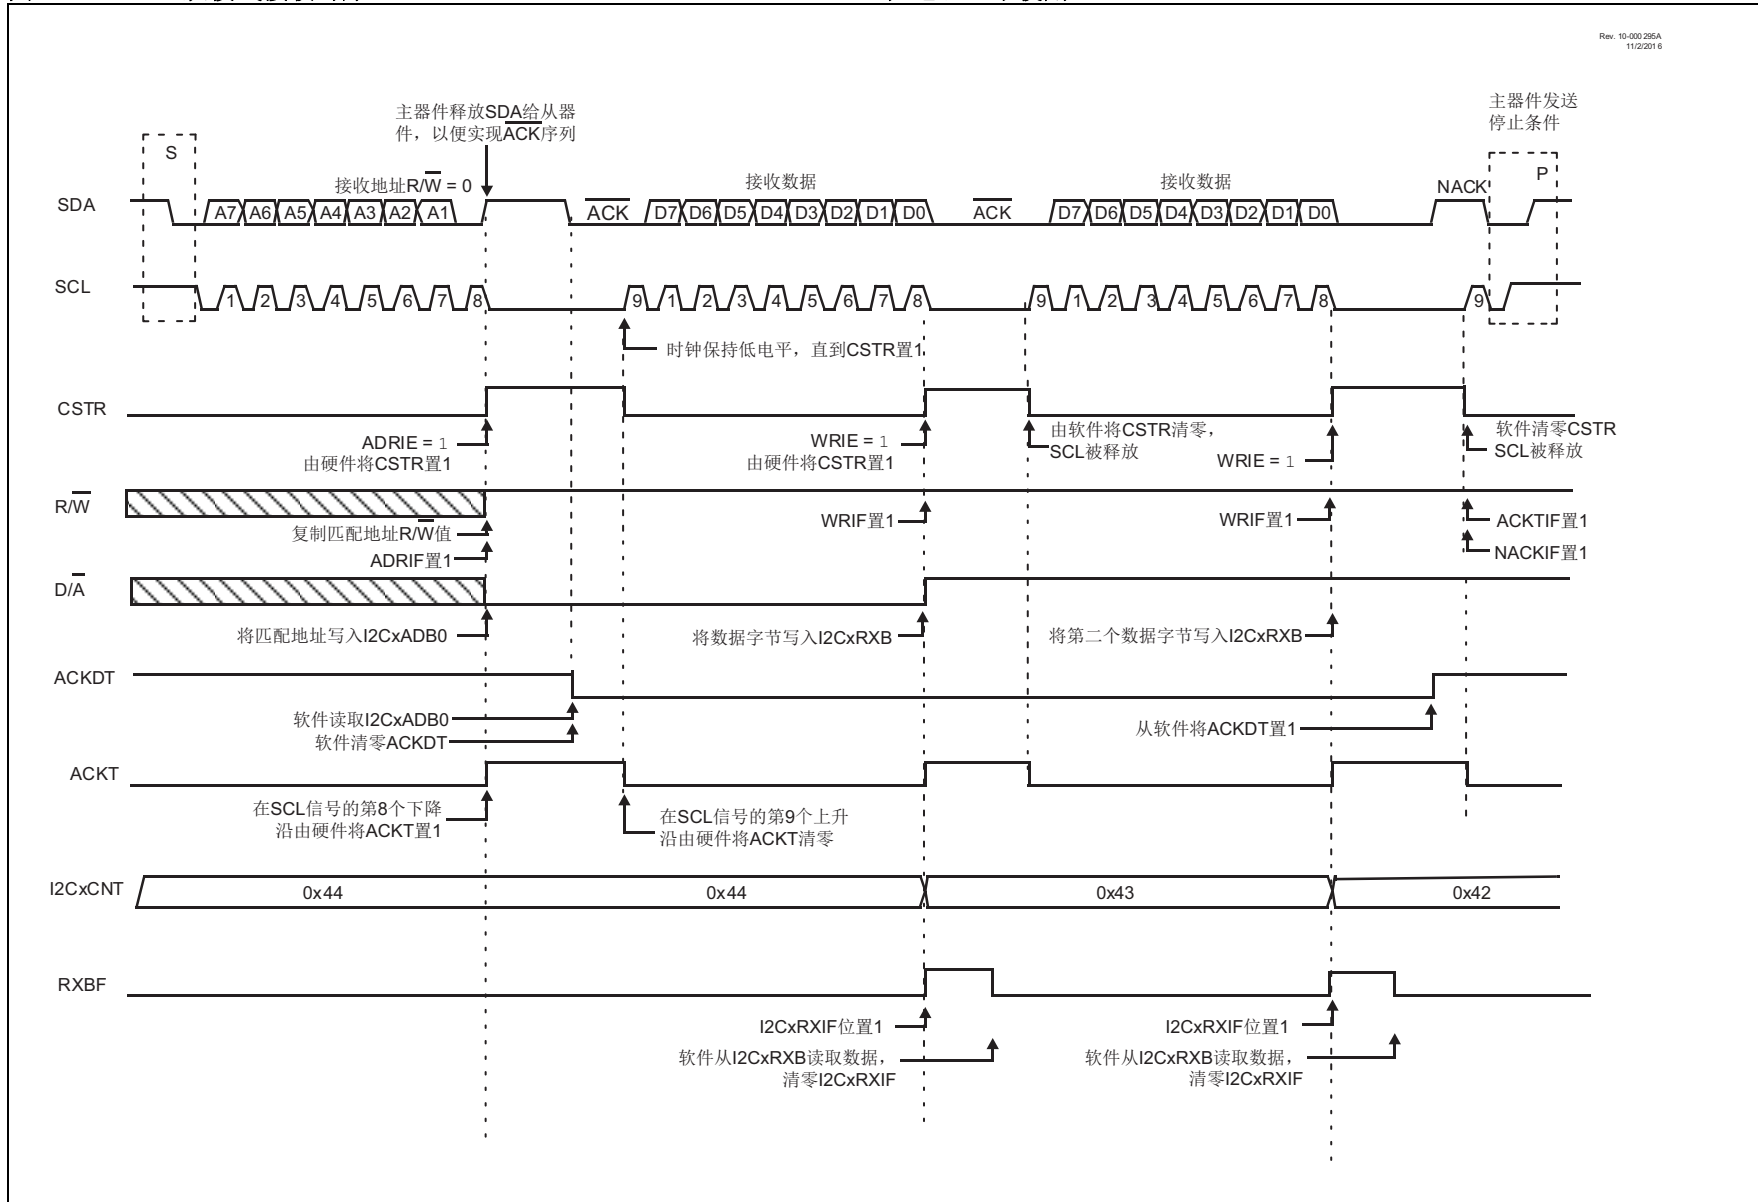 Rev. 10-000 295A
11/2/201 6
主器件释放SDA给从器
件，以便实现ACK序列
主器件发送
停止条件
S
接收地址R/W = 0
接收数据
接收数据
NACK
P
SDA
A7 A6 A5 A4 A3 A2 A1
ACK
D7 D6 D5 D4 D3 D2 D1 D0
ACK
D7 D6 D5 D4 D3 D2 D1 D0
SCL
1 2 3 4 5 6 7 8
9 1 2 3 4 5 6 7 8
9 1 2 3 4 5 6 7 8
9
时钟保持低电平，直到CSTR置1
CSTR
ADRIE = 1
由硬件将CSTR置1
WRIE = 1
由硬件将CSTR置1
由软件将CSTR清零，
SCL被释放
WRIE = 1
软件清零CSTR
SCL被释放
R/W
复制匹配地址R/W值
ADRIF置1
WRIF置1
WRIF置1
ACKTIF置1
NACKIF置1
D/A
将匹配地址写入I2CxADB0
将数据字节写入I2CxRXB
将第二个数据字节写入I2CxRXB
ACKDT
软件读取I2CxADB0
软件清零ACKDT
从软件将ACKDT置1
ACKT
在SCL信号的第8个下降
沿由硬件将ACKT置1
在SCL信号的第9个上升
沿由硬件将ACKT清零
I2CxCNT
0x44
0x44
0x43
0x42
RXBF
I2CxRXIF位置1
软件从I2CxRXB读取数据，
清零I2CxRXIF
I2CxRXIF位置1
软件从I2CxRXB读取数据，
清零I2CxRXIF